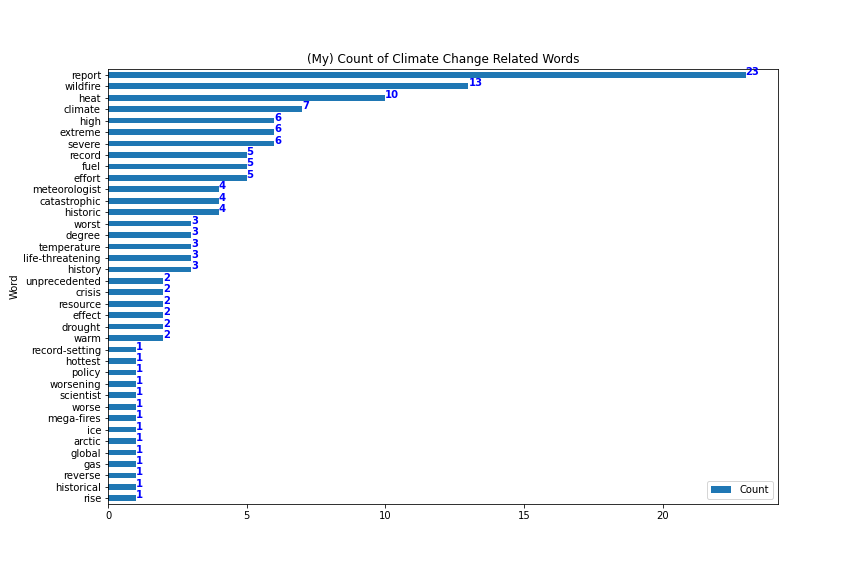 (My) Count of Climate Change Related Words
report 23
wildfire 13
heat 10
climate 7
high 6
extreme 6
severe 6
record 5
fuel 5
effort 5
meteorologist 4
catastrophic 4
historic 4
worst 3
degree 3
temperature 3
life-threatening 3
history 3
unprecedented 2
crisis 2
resource 2
effect 2
drought 2
warm 2
record-setting 1
hottest 1
policy 1
worsening 1
scientist 1
worse 1
mega-fires 1
ice 1
arctic 1
global 1
gas 1
reverse 1
historical 1
rise 1
Word
Count
0 5 10 15 20